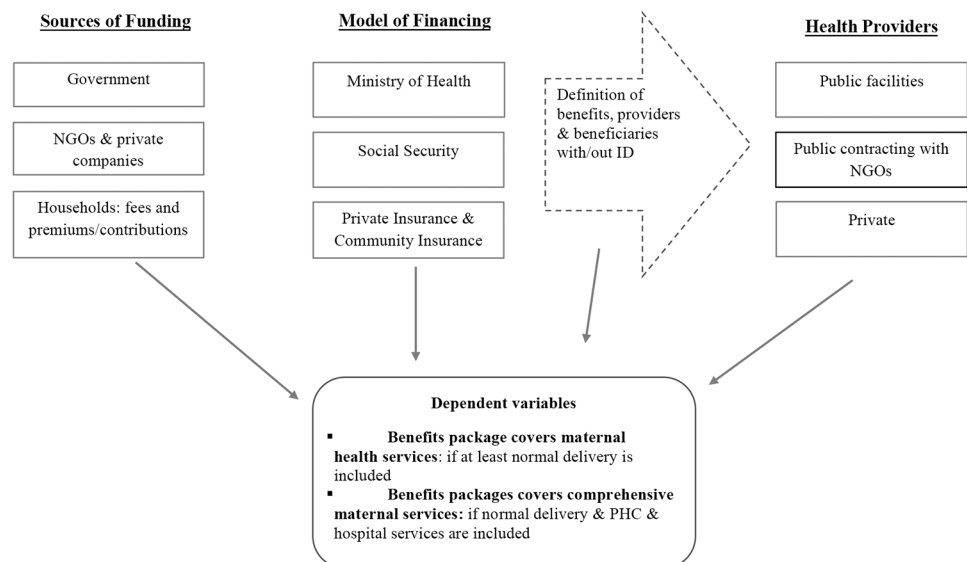 Sources of Funding
Government
NGOs & private
companies
Households: fees and
premiums/contributions
Model of Financing
Ministry of Health
Social Security
Private Insurance &
Community Insurance
Definition of
benefits, providers
& beneficiaries
with/out ID
Health Providers
Public facilities
Public contracting with
NGOs
Private
Dependent variables
▪ Benefits package covers maternal
health services: if at least normal delivery is
included
▪ Benefits packages covers comprehensive
maternal services: if normal delivery & PHC &
hospital services are included